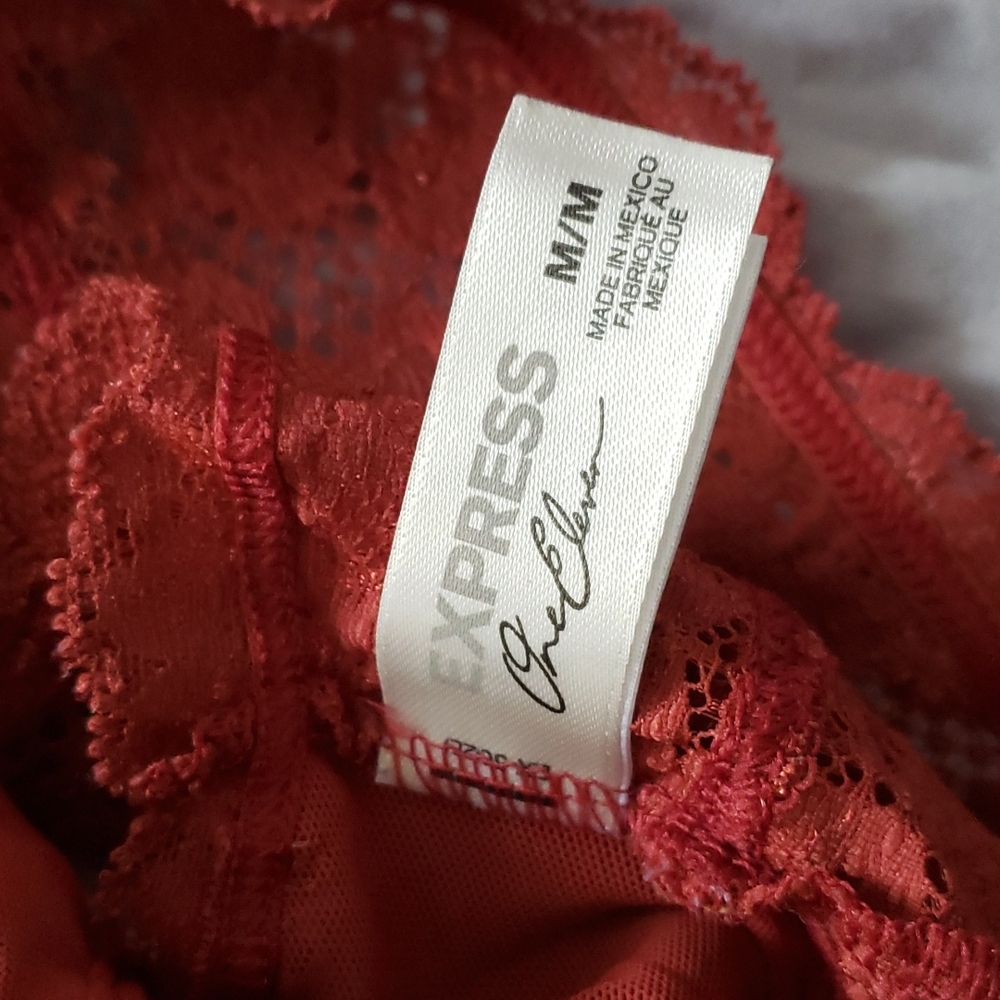 EXPRESS
One Eleven
M/M
MADE IN MEXICO
FABRIQUÉ AU
MEXIQUE